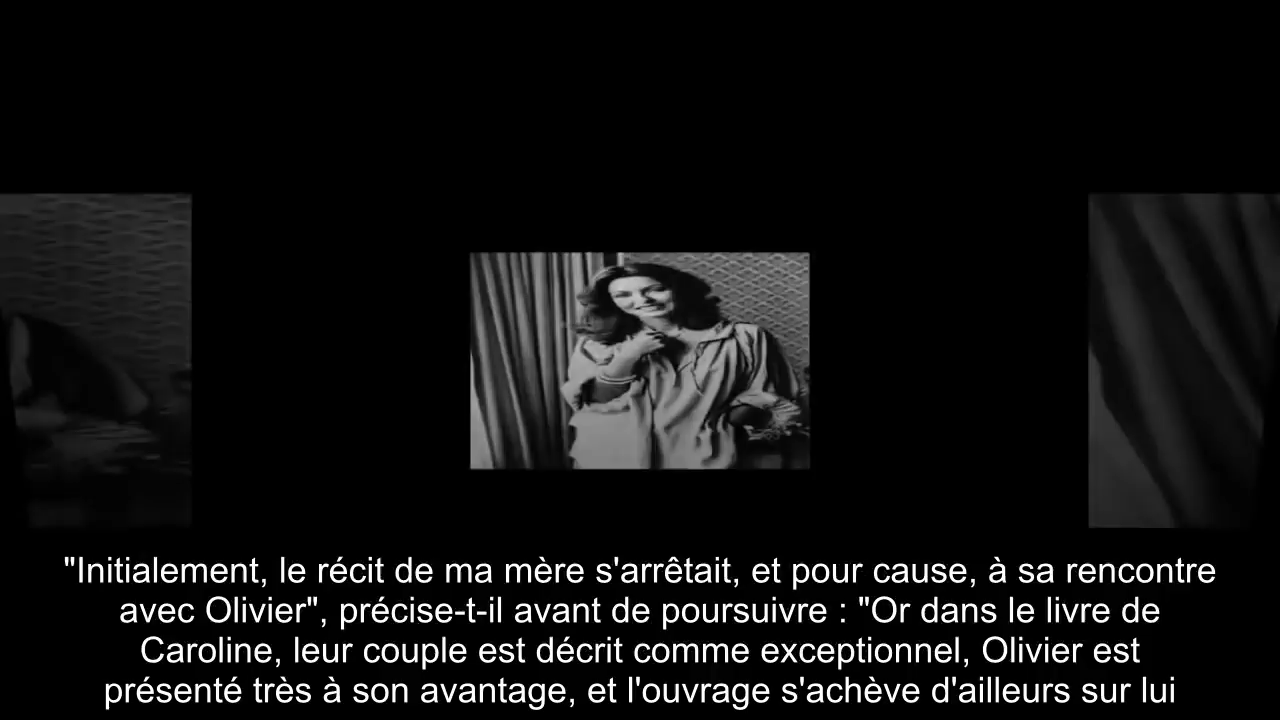 "Initialement, le récit de ma mère s'arrêtait, et pour cause, à sa rencontre
avec Olivier", précise-t-il avant de poursuivre : "Or dans le livre de
Caroline, leur couple est décrit comme exceptionnel, Olivier est
présenté très à son avantage, et l'ouvrage s'achève d'ailleurs sur lui